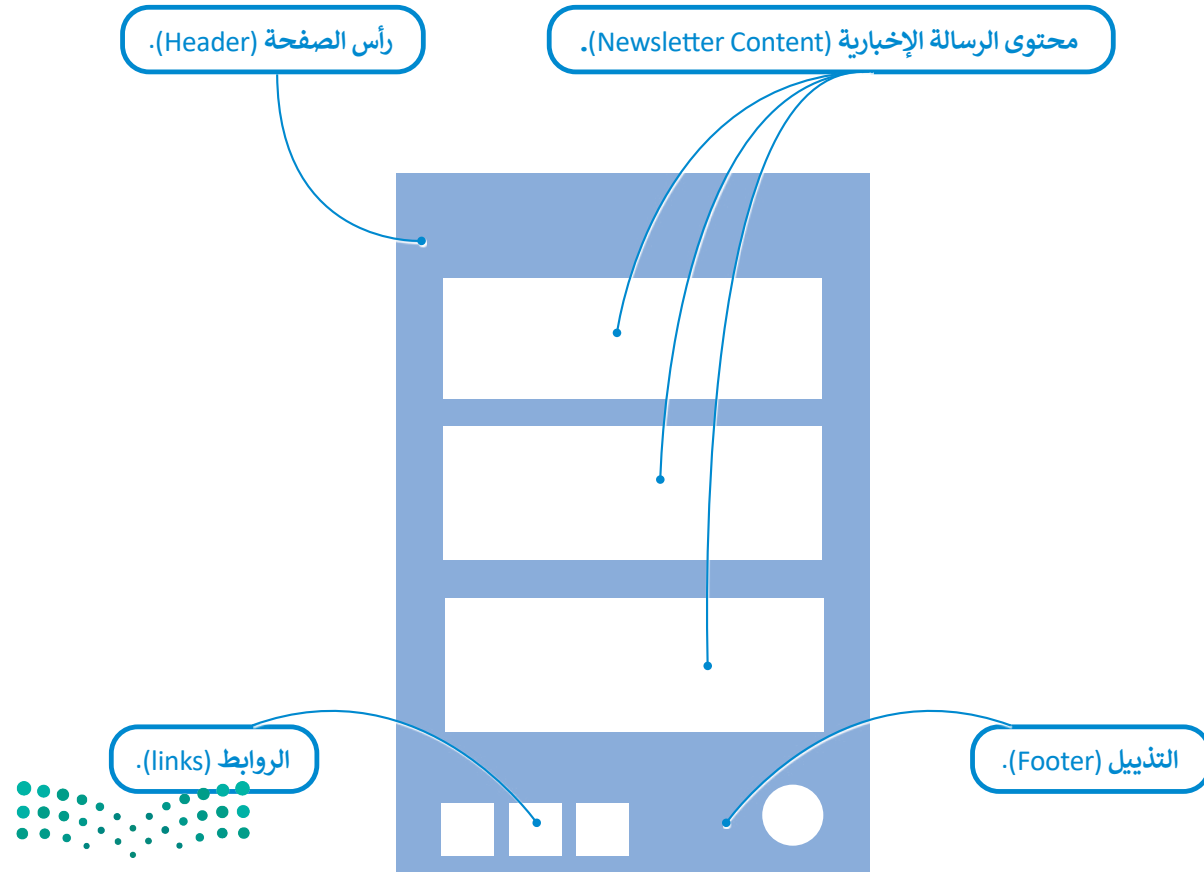 محتوى الرسالة الإخبارية (Newsletter Content).
رأس الصفحة (Header).
التذييل (Footer).
الروابط (links).